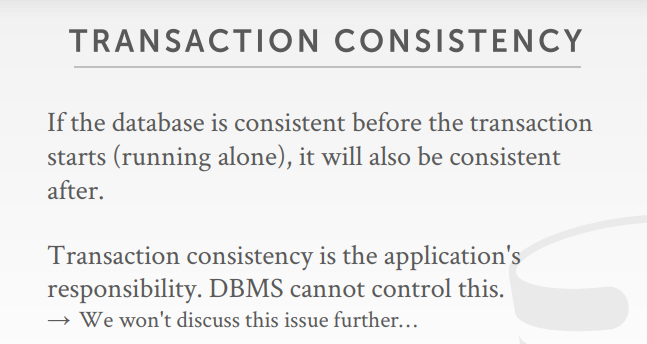 TRANSACTION CONSISTENCY
If the database is consistent before the transaction
starts (running alone), it will also be consistent
after.
Transaction consistency is the application's
responsibility. DBMS cannot control this.
→ We won't discuss this issue further…